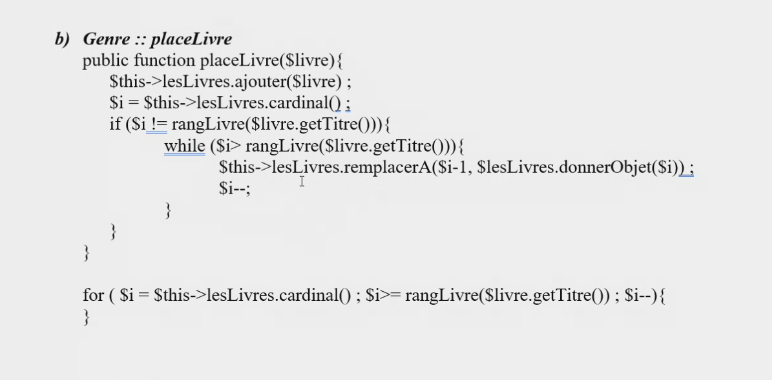 b) Genre :: placeLivre
public function placeLivre($livre){
$this->lesLivres.ajouter($livre) ;
$i = $this->lesLivres.cardinal() ;
if ($i != rangLivre($livre.getTitre())){
while ($i> rangLivre($livre.getTitre())){
$this->lesLivres.remplacerA($i-1, $lesLivres.donnerObjet($i)) ;
$i--;
}
}
}
for ( $i = $this->lesLivres.cardinal() ; $i>= rangLivre($livre.getTitre()) ; $i--){
}